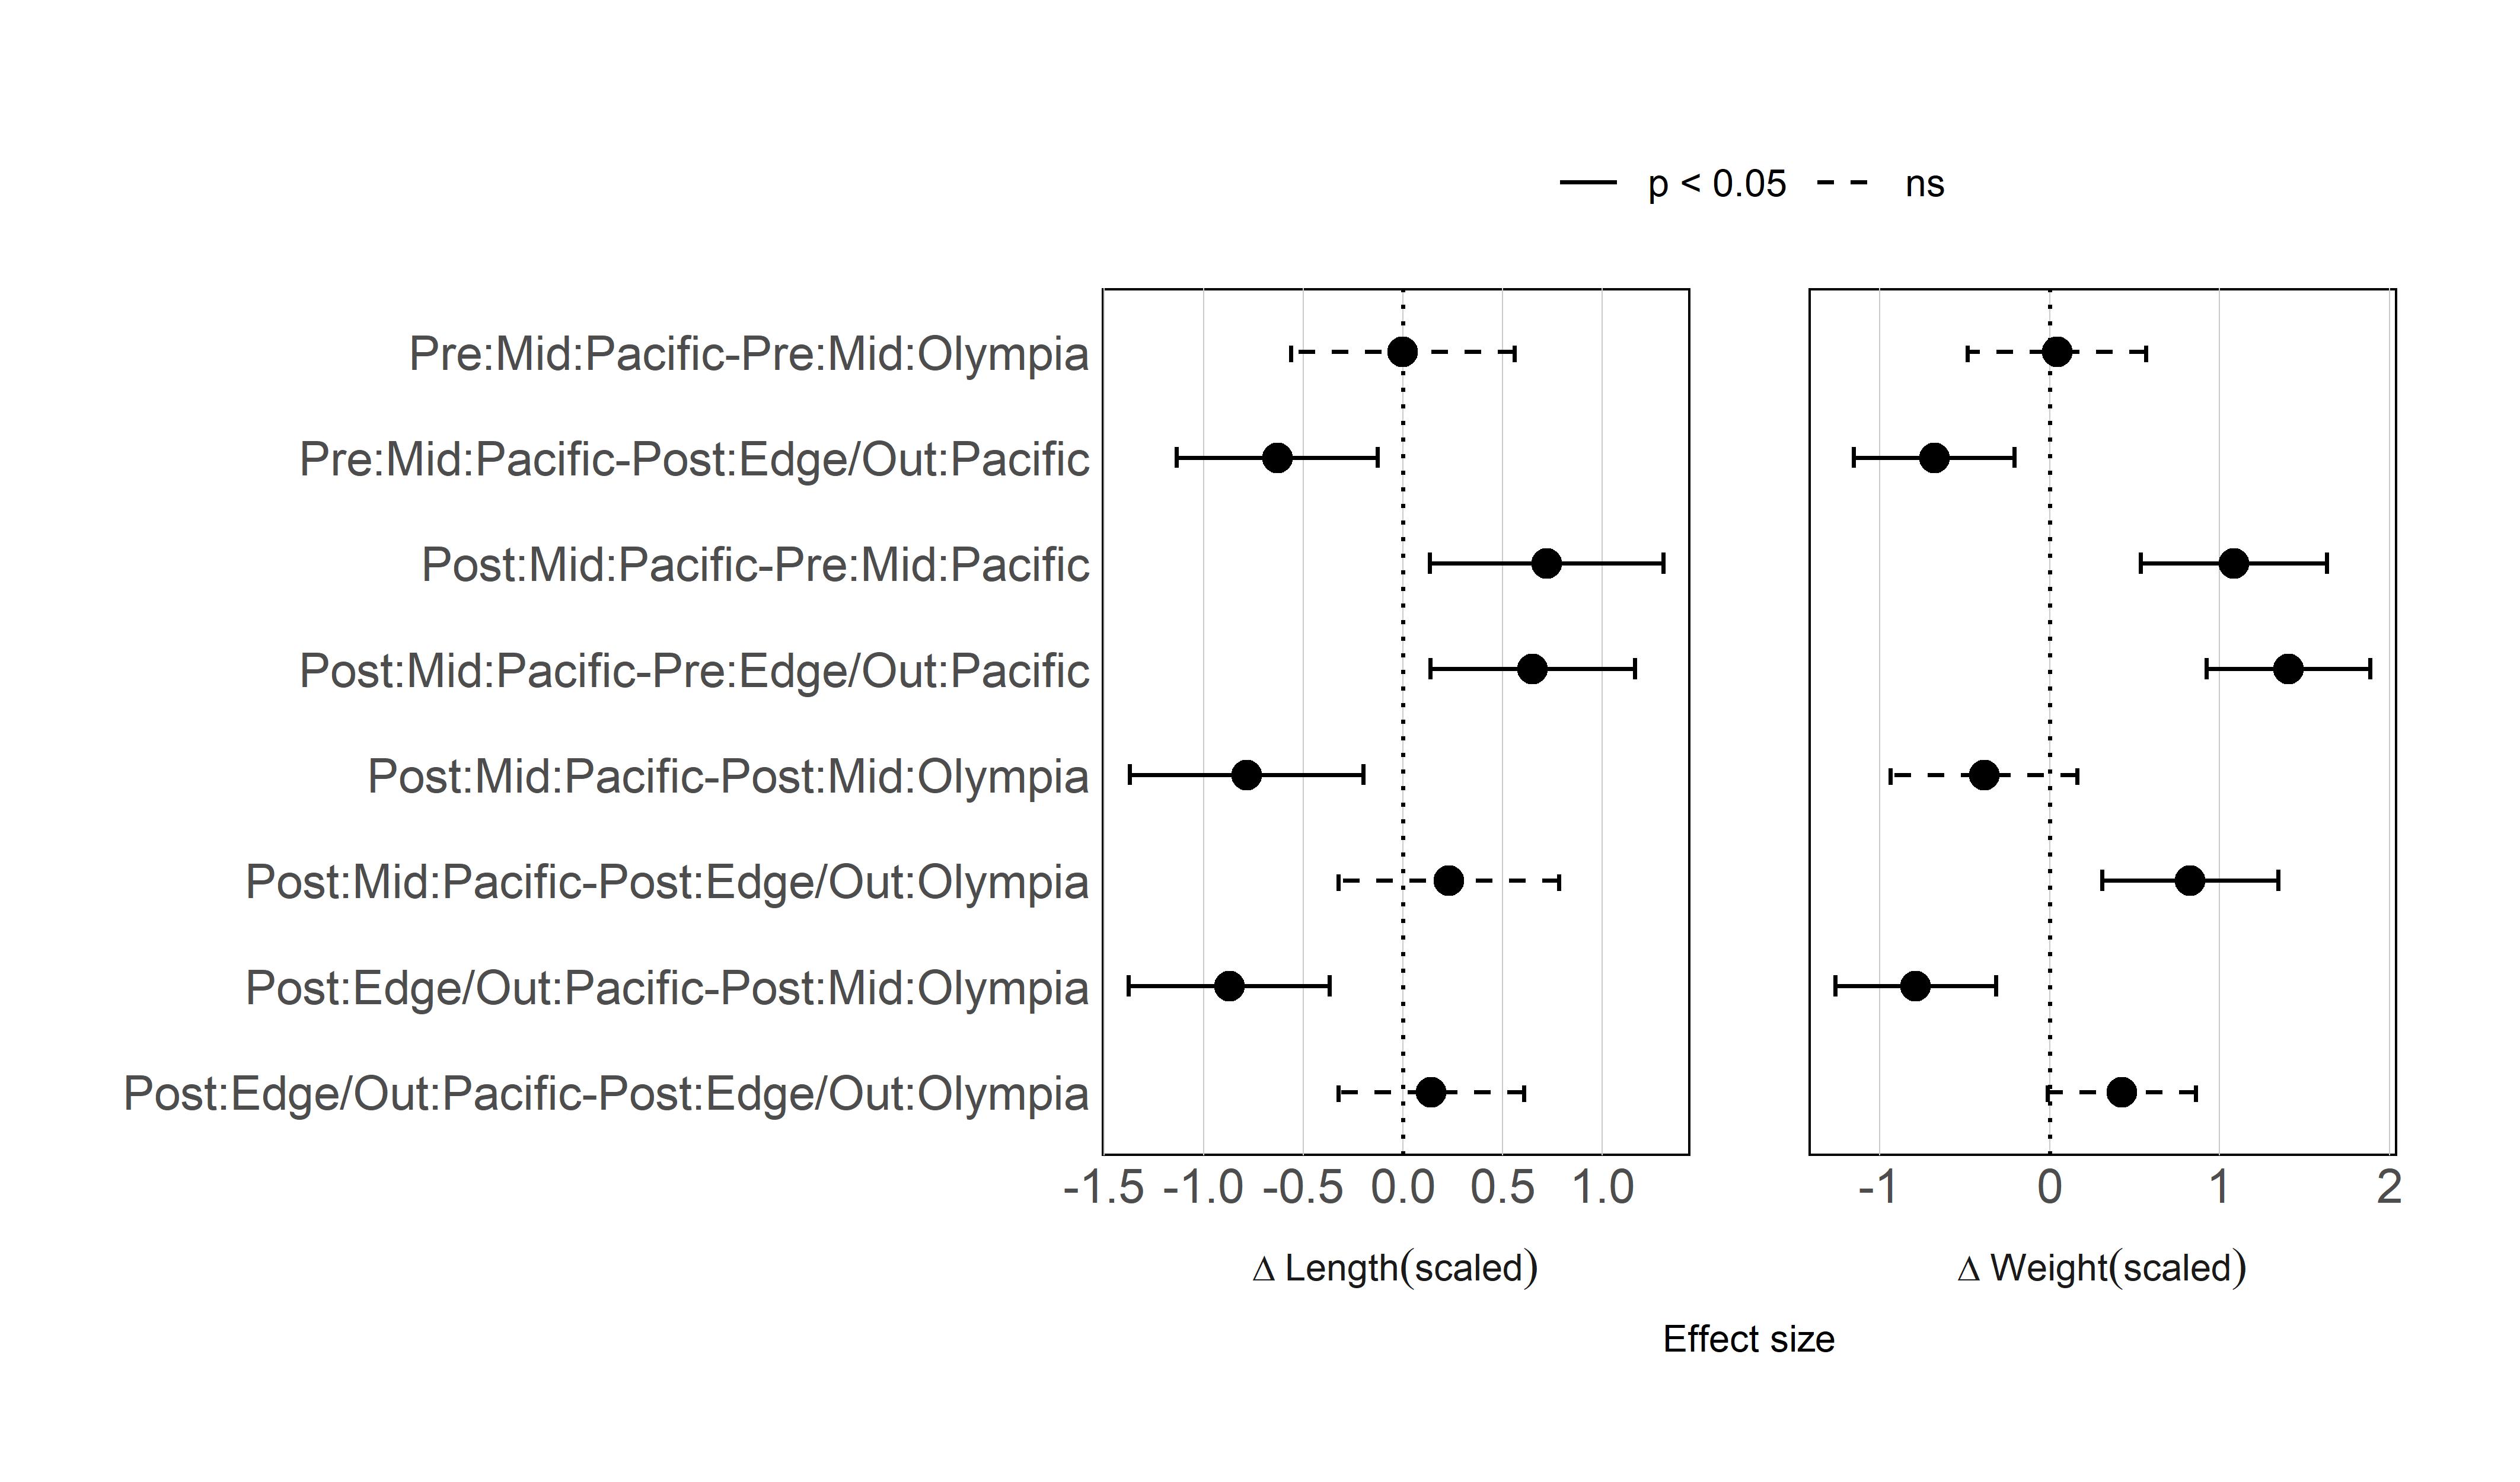 p < 0.05 ns
Pre:Mid:Pacific-Pre:Mid:Olympia
Pre:Mid:Pacific-Post:Edge/Out:Pacific
Post:Mid:Pacific-Pre:Mid:Pacific
Post:Mid:Pacific-Pre:Edge/Out:Pacific
Post:Mid:Pacific-Post:Mid:Olympia
Post:Mid:Pacific-Post:Edge/Out:Olympia
Post:Edge/Out:Pacific-Post:Mid:Olympia
Post:Edge/Out:Pacific-Post:Edge/Out:Olympia
-1.5 -1.0 -0.5 0.0 0.5 1.0
-1 0 1 2
Δ Length(scaled)
Δ Weight(scaled)
Effect size